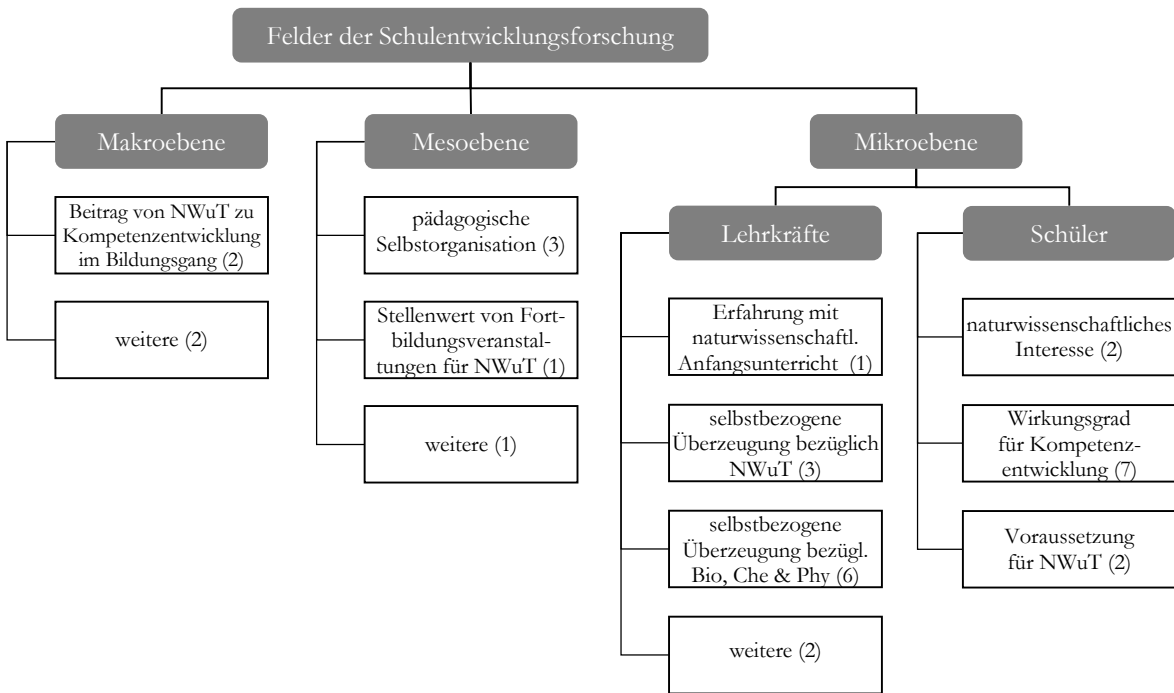 Felder der Schulentwicklungsforschung
Makroebene
Beitrag von NWuT zu
Kompetenzentwicklung
im Bildungsgang (2)
weitere (2)
Mesoebene
pädagogische
Selbstorganisation (3)
Stellenwert von Fort-
bildungsveranstal-
tungen für NWuT (1)
weitere (1)
Mikroebene
Lehrkräfte
Erfahrung mit
naturwissenschaftl.
Anfangsunterricht (1)
selbstbezogene
Überzeugung bezüglich
NWuT (3)
selbstbezogene
Überzeugung bezügl.
Bio, Che & Phy (6)
weitere (2)
Schüler
naturwissenschaftliches
Interesse (2)
Wirkungsgrad
für Kompetenz-
entwicklung (7)
Voraussetzung
für NWuT (2)